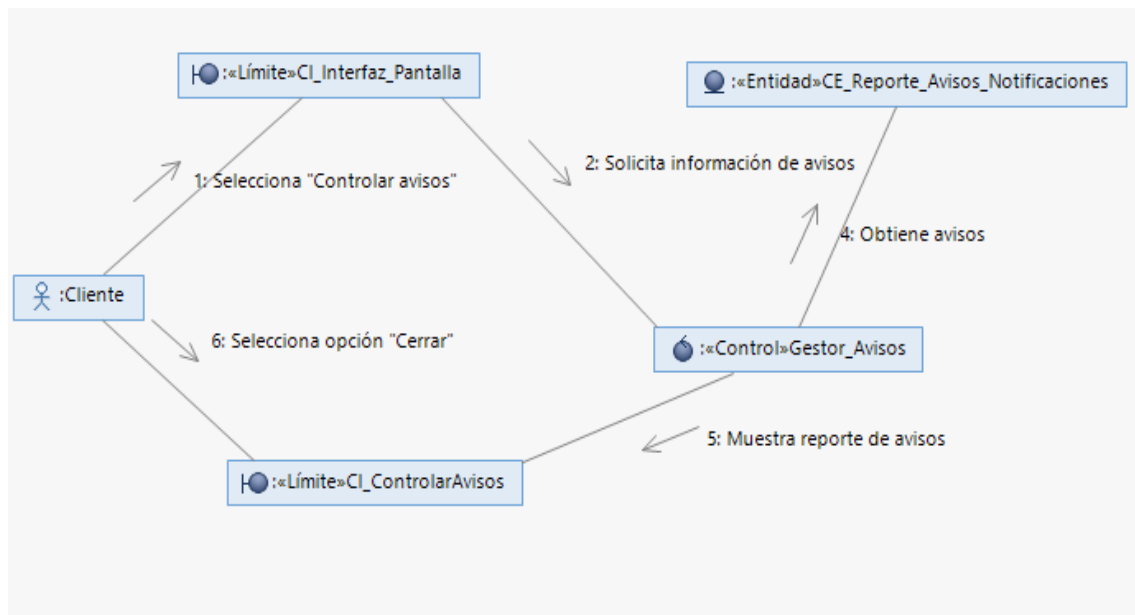 :«Límite»CI_Interfaz_Pantalla
:«Entidad»CE_Reporte_Avisos_Notificaciones
2: Solicita información de avisos
1: Selecciona "Controlar avisos"
4: Obtiene avisos
:Cliente
6: Selecciona opción "Cerrar"
:«Control»Gestor_Avisos
5: Muestra reporte de avisos
:«Límite»CI_ControlarAvisos